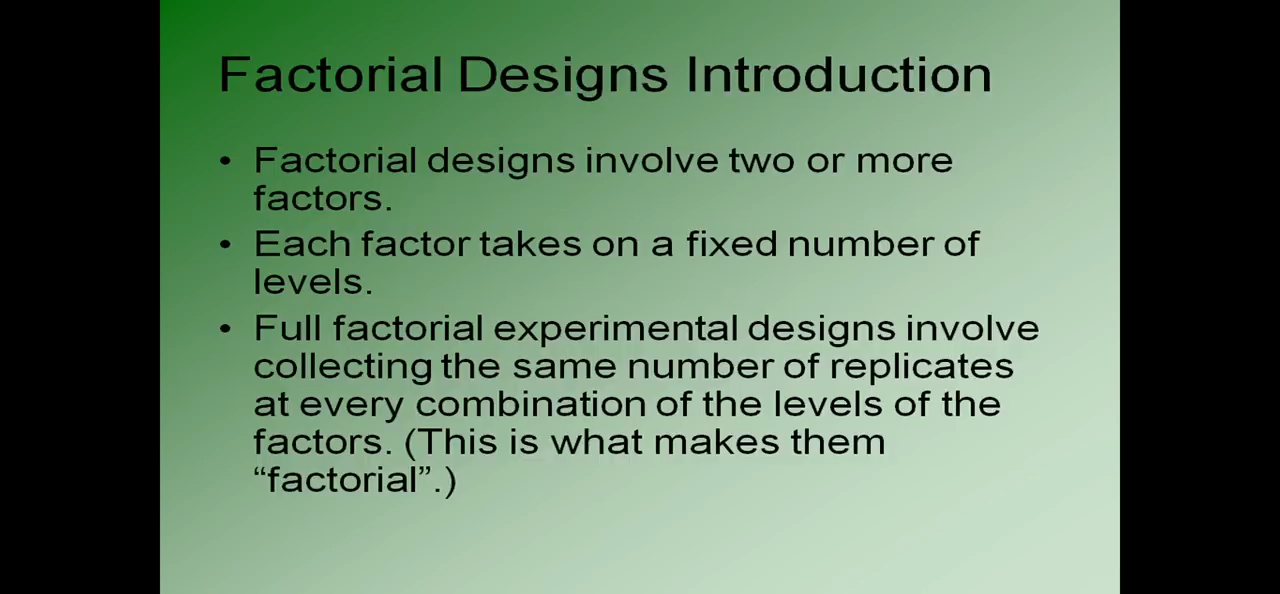 Factorial Designs Introduction
• Factorial designs involve two or more
factors.
• Each factor takes on a fixed number of
levels.
• Full factorial experimental designs involve
collecting the same number of replicates
at every combination of the levels of the
factors. (This is what makes them
“factorial”.)